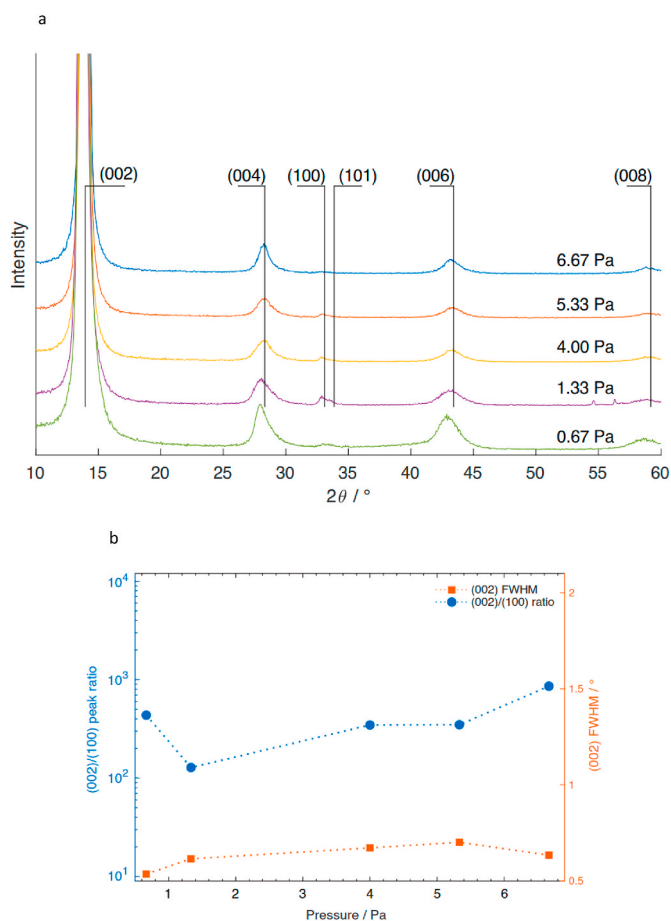 a
(002)
(004)
(100)
(101)
(006)
(008)
Intensity
6.67 Pa
5.33 Pa
4.00 Pa
1.33 Pa
0.67 Pa
10 15 20 25 30 35 40 45 50 55 60
2θ / °
b
(002) FWHM
(002)/(100) ratio
10⁴
10³
10²
10¹
(002)/(100) peak ratio
2
1.5
1
0.5
(002) FWHM / °
1 2 3 4 5 6
Pressure / Pa